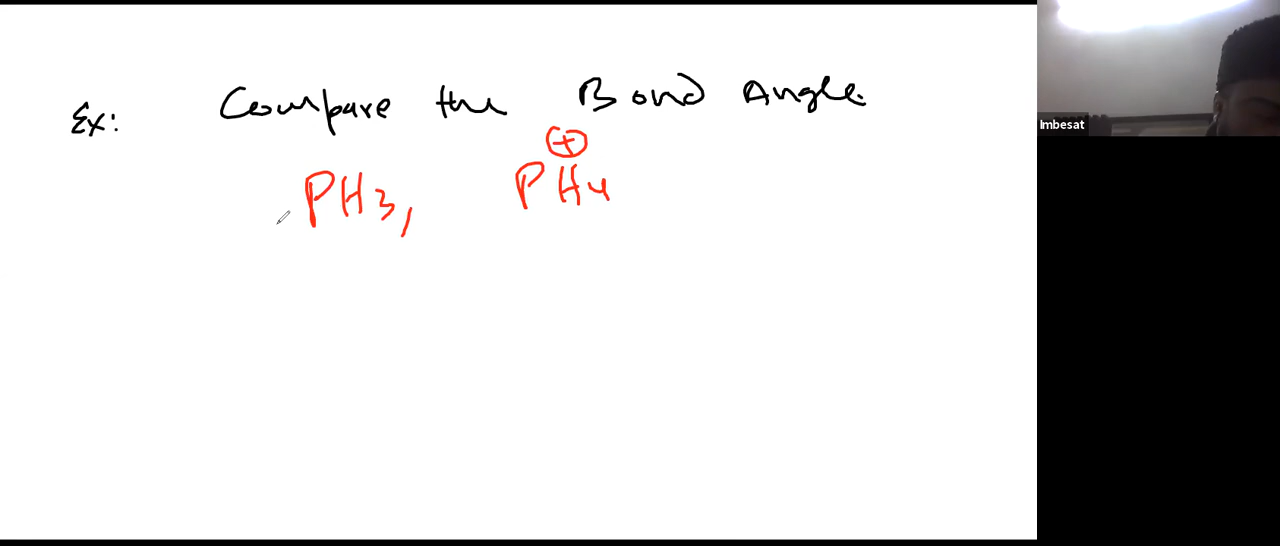 Ex: Compare the Bond Angle.
PH3, PH4⊕
Imbesat